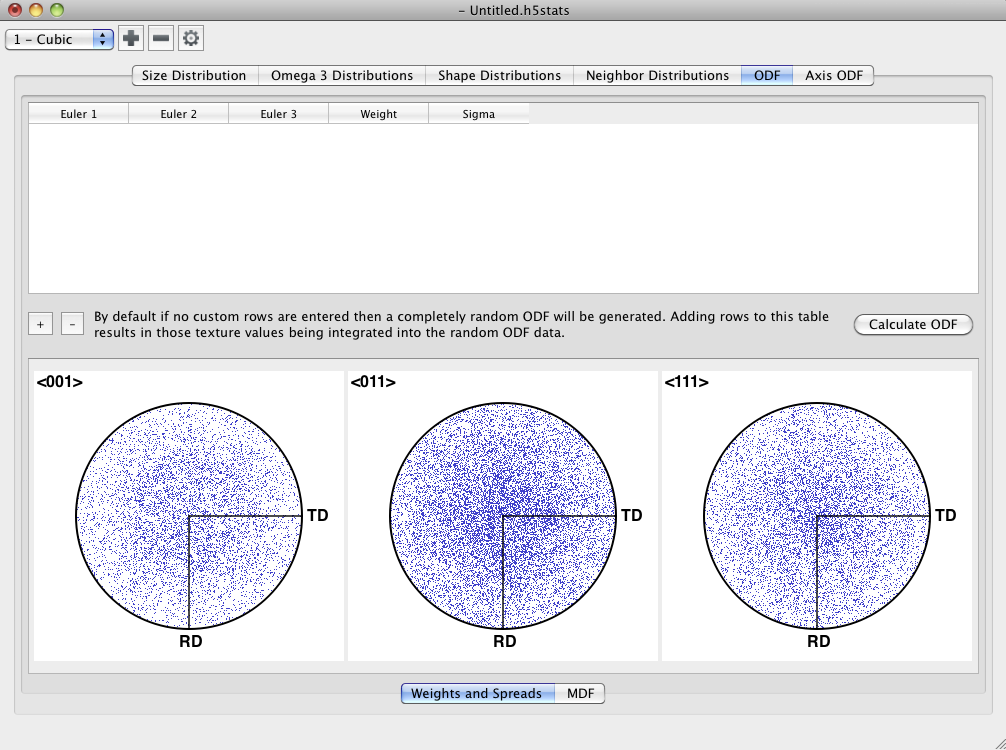 – Untitled.h5stats
1 – Cubic
Size Distribution Omega 3 Distributions Shape Distributions Neighbor Distributions ODF Axis ODF
Euler 1 Euler 2 Euler 3 Weight Sigma
+ - By default if no custom rows are entered then a completely random ODF will be generated. Adding rows to this table
results in those texture values being integrated into the random ODF data.
Calculate ODF
<001> <011> <111>
TD TD TD
RD RD RD
Weights and Spreads MDF